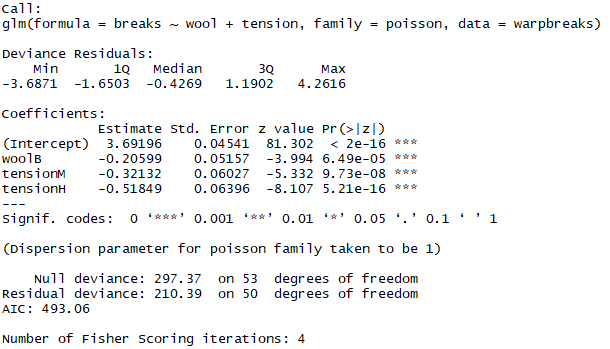 Call:
glm(formula = breaks ~ wool + tension, family = poisson, data = warpbreaks)
Deviance Residuals:
Min 1Q Median 3Q Max
-3.6871 -1.6503 -0.4269 1.1902 4.2616
Coefficients:
Estimate Std. Error z value Pr(>|z|)
(Intercept) 3.69196 0.04541 81.302 < 2e-16 ***
woolB -0.20599 0.05157 -3.994 6.49e-05 ***
tensionM -0.32132 0.06027 -5.332 9.73e-08 ***
tensionH -0.51849 0.06396 -8.107 5.21e-16 ***
---
Signif. codes: 0 ‘***’ 0.001 ‘**’ 0.01 ‘*’ 0.05 ‘.’ 0.1 ‘ ’ 1
(Dispersion parameter for poisson family taken to be 1)
Null deviance: 297.37 on 53 degrees of freedom
Residual deviance: 210.39 on 50 degrees of freedom
AIC: 493.06
Number of Fisher Scoring iterations: 4